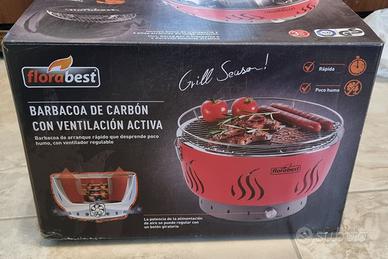 florabest
Grill Season!
Rápido
Poco humo
BARBACOA DE CARBÓN
CON VENTILACIÓN ACTIVA
Barbacoa de arranque rápido que desprende poco
humo, con ventilador regulable
florabest
La potencia de la alimentación
de aire se puede regular con
un botón giratorio
subito